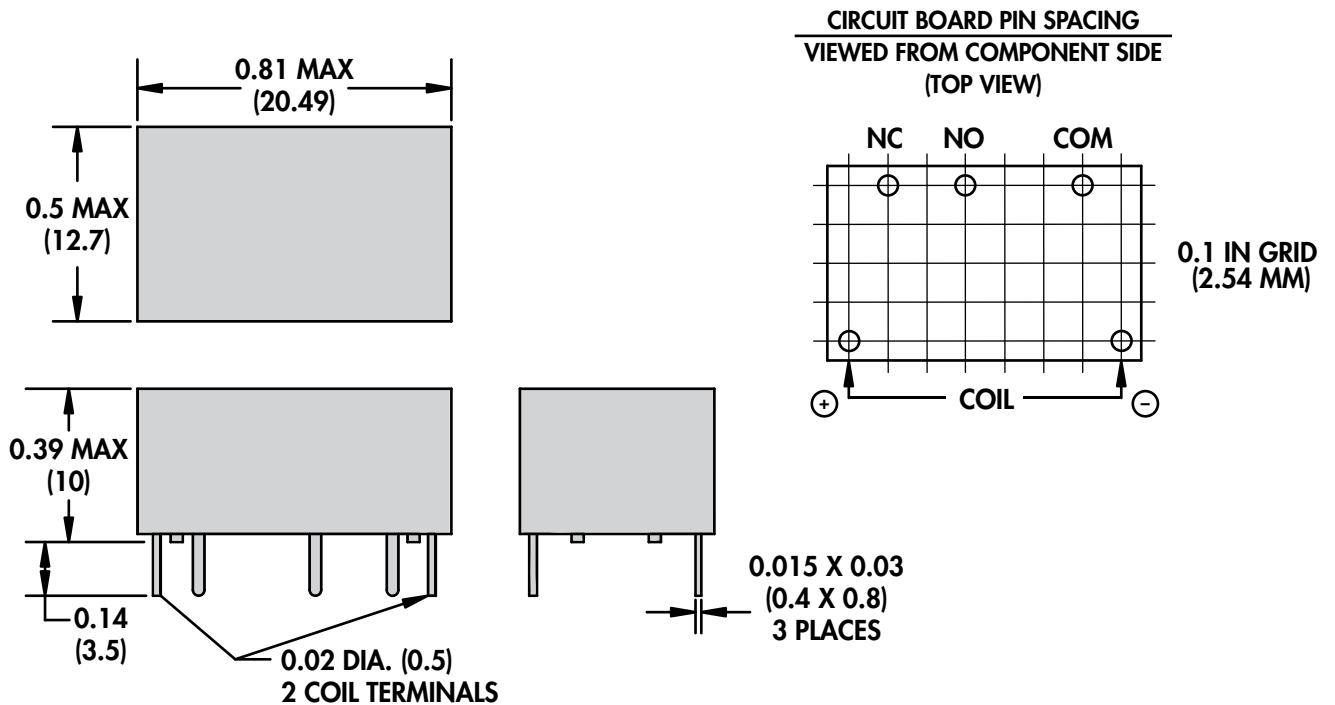 CIRCUIT BOARD PIN SPACING
VIEWED FROM COMPONENT SIDE
(TOP VIEW)
0.81 MAX
(20.49)
0.5 MAX
(12.7)
NC NO COM
0.1 IN GRID
(2.54 MM)
+ COIL −
0.39 MAX
(10)
0.14
(3.5)
0.02 DIA. (0.5)
2 COIL TERMINALS
0.015 X 0.03
(0.4 X 0.8)
3 PLACES